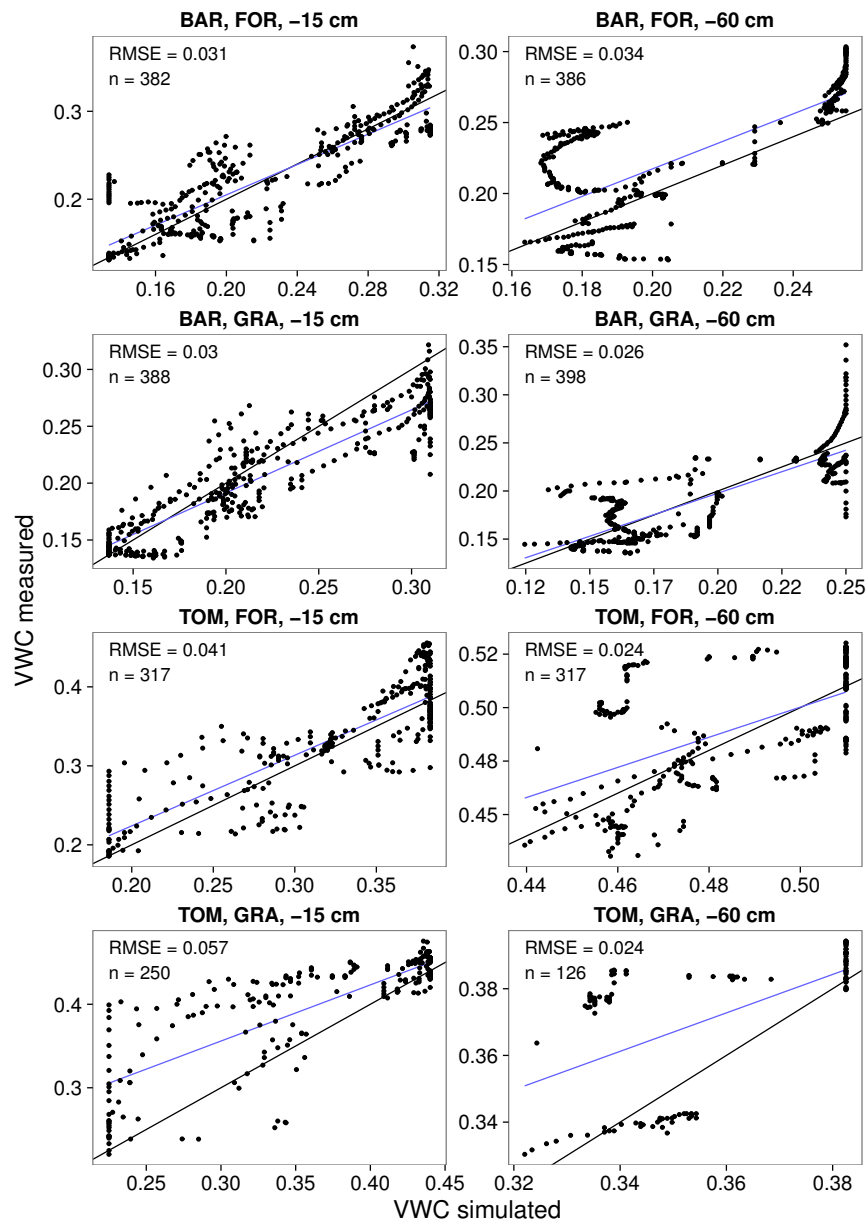 BAR, FOR, −15 cm
RMSE = 0.031
n = 382
0.3
0.2
0.16 0.20 0.24 0.28 0.32
BAR, FOR, −60 cm
RMSE = 0.034
n = 386
0.30
0.25
0.20
0.15
0.16 0.18 0.20 0.22 0.24
BAR, GRA, −15 cm
RMSE = 0.03
n = 388
0.30
0.25
0.20
0.15
0.15 0.20 0.25 0.30
BAR, GRA, −60 cm
RMSE = 0.026
n = 398
0.35
0.30
0.25
0.20
0.15
0.12 0.15 0.17 0.20 0.22 0.25
VWC measured
TOM, FOR, −15 cm
RMSE = 0.041
n = 317
0.4
0.3
0.2
0.20 0.25 0.30 0.35
TOM, FOR, −60 cm
RMSE = 0.024
n = 317
0.52
0.50
0.48
0.45
0.44 0.46 0.48 0.50
TOM, GRA, −15 cm
RMSE = 0.057
n = 250
0.4
0.3
0.25 0.30 0.35 0.40 0.45
TOM, GRA, −60 cm
RMSE = 0.024
n = 126
0.38
0.36
0.34
0.32 0.34 0.36 0.38
VWC simulated